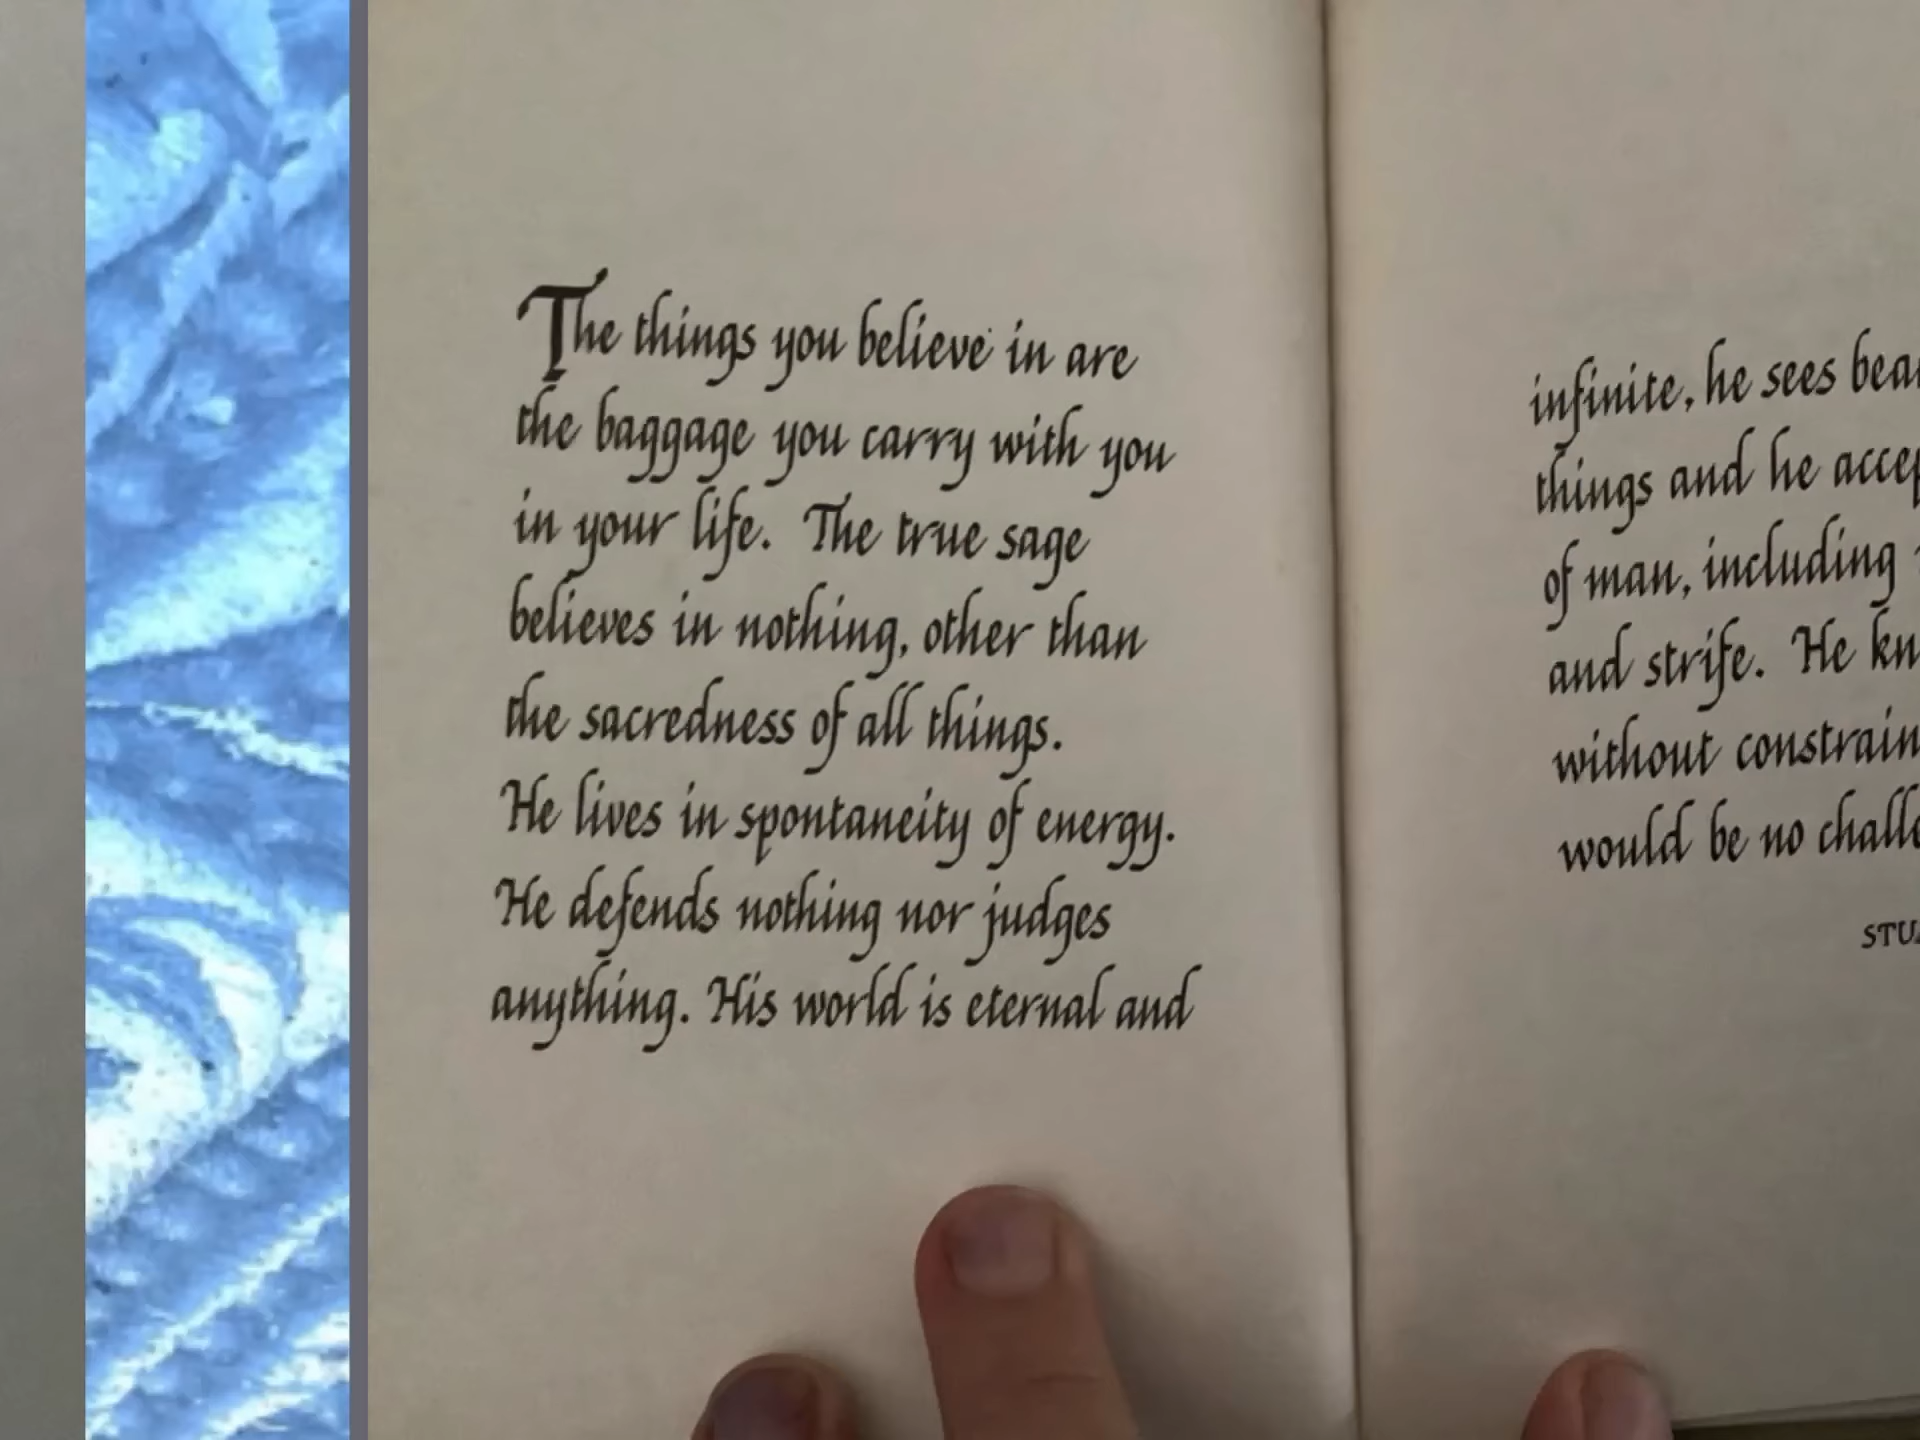 The things you believe in are
the baggage you carry with you
in your life. The true sage
believes in nothing, other than
the sacredness of all things.
He lives in spontaneity of energy.
He defends nothing nor judges
anything. His world is eternal and
infinite, he sees
things and he
of man, including
and strife. He
without
would be no